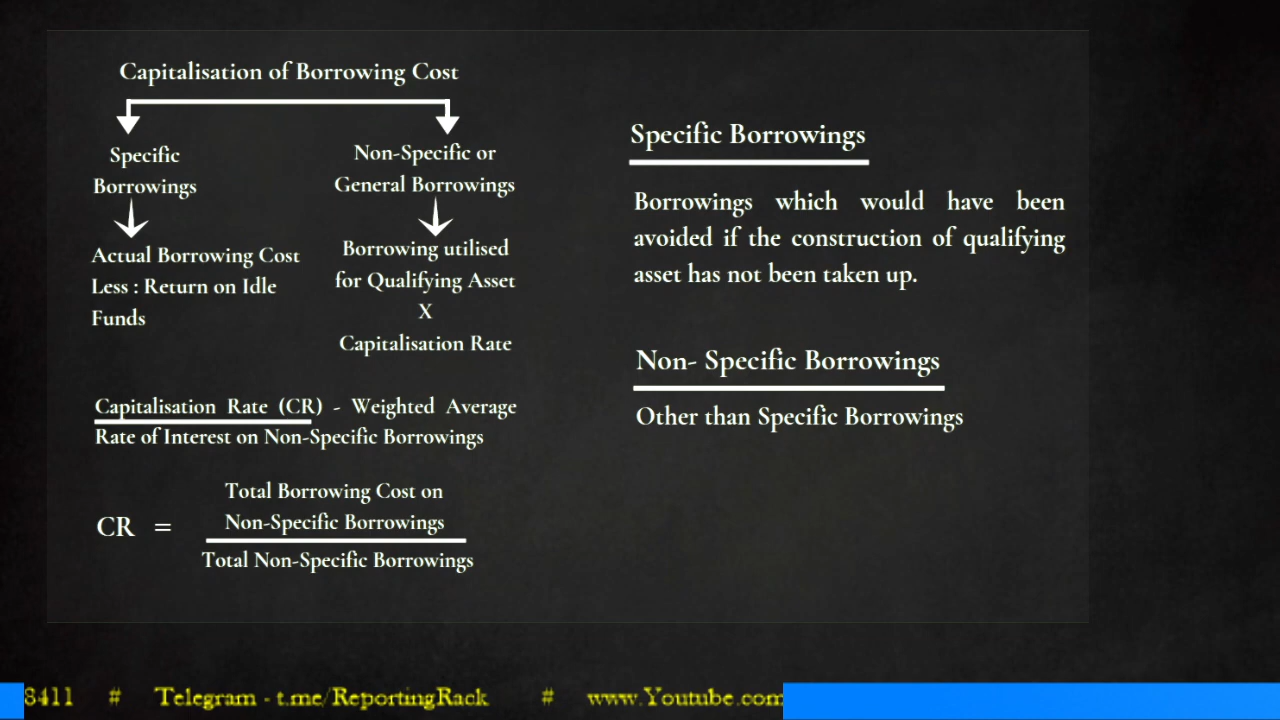 Capitalisation of Borrowing Cost
Specific
Borrowings
Actual Borrowing Cost
Less : Return on Idle
Funds
Non-Specific or
General Borrowings
Borrowing utilised
for Qualifying Asset
X
Capitalisation Rate
Capitalisation Rate (CR) - Weighted Average
Rate of Interest on Non-Specific Borrowings
CR =
Total Borrowing Cost on
Non-Specific Borrowings
Total Non-Specific Borrowings
Specific Borrowings
Borrowings which would have been
avoided if the construction of qualifying
asset has not been taken up.
Non- Specific Borrowings
Other than Specific Borrowings
8411 # Telegram - t.me/ReportingRack # www.Youtube.com